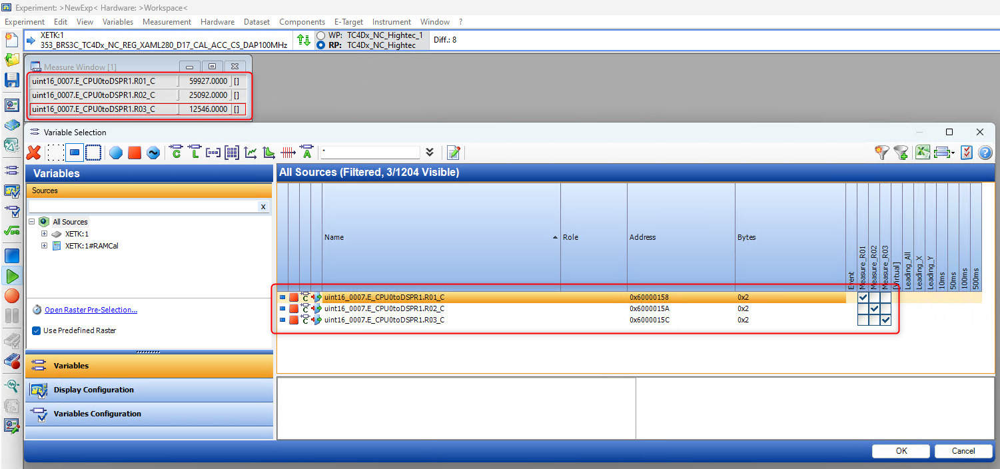 Experiment: >NewExp< Hardware: >Workspace<
Experiment Edit View Variables Measurement Hardware Dataset Components E-Target Instrument Window ?
XETK:1
353_BRS3C_TC4Dx_NC_REG_XAML280_D17_CAL_ACC_CS_DAP100MHz
WP: TC4Dx_NC_Hightec_1
RP: TC4Dx_NC_Hightec
Diff.: 8
Measure Window [1]
uint16_0007.E_CPU0toDSPR1.R01_C 59927.0000 []
uint16_0007.E_CPU0toDSPR1.R02_C 25092.0000 []
uint16_0007.E_CPU0toDSPR1.R03_C 12546.0000 []
Variable Selection
C L A *
Variables
All Sources (Filtered, 3/1204 Visible)
Sources
x
All Sources
XETK:1
XETK:1#RAMCal
Name Role Address Bytes
Event
Measure_R01
Measure_R02
Measure_R03
[Virtual]
Leading_All
Leading_X
Leading_Y
10ms
50ms
100ms
500ms
C uint16_0007.E_CPU0toDSPR1.R01_C 0x60000158 0x2
C uint16_0007.E_CPU0toDSPR1.R02_C 0x6000015A 0x2
C uint16_0007.E_CPU0toDSPR1.R03_C 0x6000015C 0x2
Open Raster Pre-Selection...
Use Predefined Raster
Variables
Display Configuration
Variables Configuration
OK Cancel